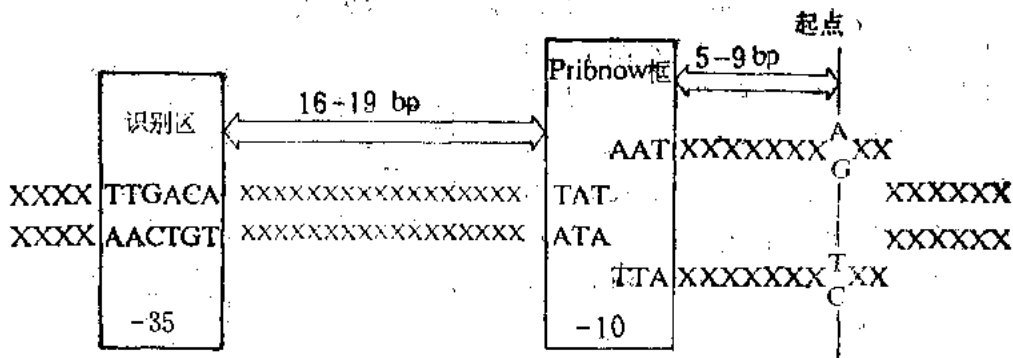 起点
Pribnow框
5-9 bp
识别区
16-19 bp
A
AAT XXXXXXX XX
G
XXXX TTGACA XXXXXXXXXXXXXXXXX TAT XXXXXX
XXXX AACTGT XXXXXXXXXXXXXXXXX ATA XXXXXX
T
TTA XXXXXXX XX
C
-35
-10